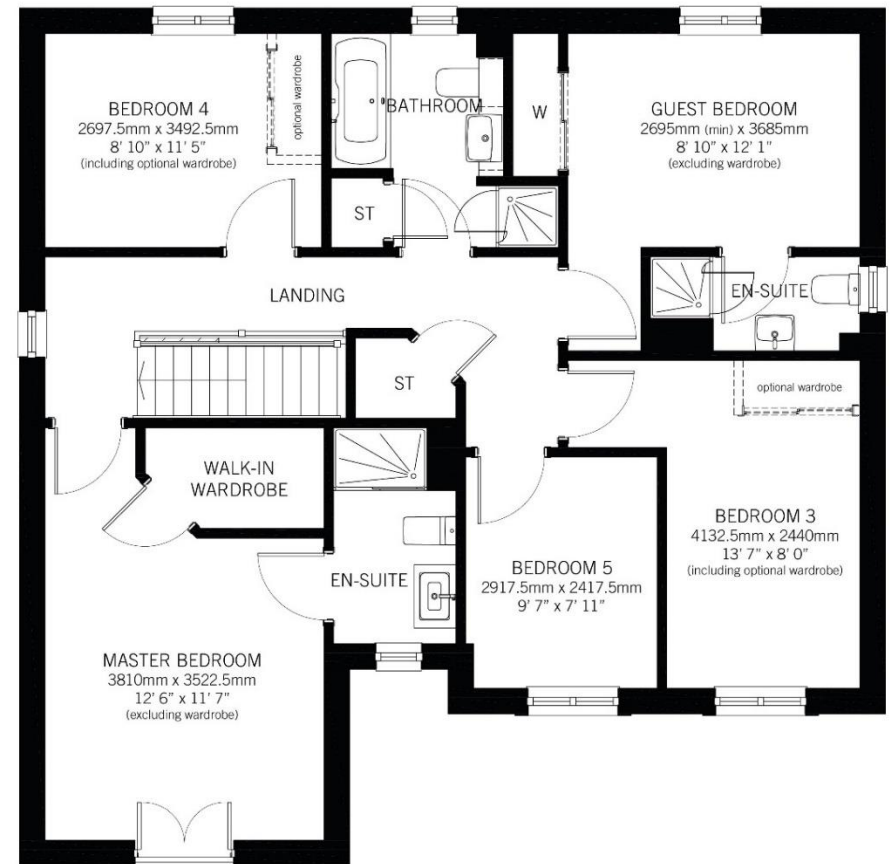 BEDROOM 4
2697.5mm x 3492.5mm
8' 10" x 11' 5"
(including optional wardrobe)
optional wardrobe
BATHROOM
W
GUEST BEDROOM
2695mm (min) x 3685mm
8' 10" x 12' 1"
(excluding wardrobe)
ST
LANDING
EN-SUITE
ST
optional wardrobe
WALK-IN
WARDROBE
EN-SUITE
BEDROOM 5
2917.5mm x 2417.5mm
9' 7" x 7' 11"
BEDROOM 3
4132.5mm x 2440mm
13' 7" x 8' 0"
(including optional wardrobe)
MASTER BEDROOM
3810mm x 3522.5mm
12' 6" x 11' 7"
(excluding wardrobe)